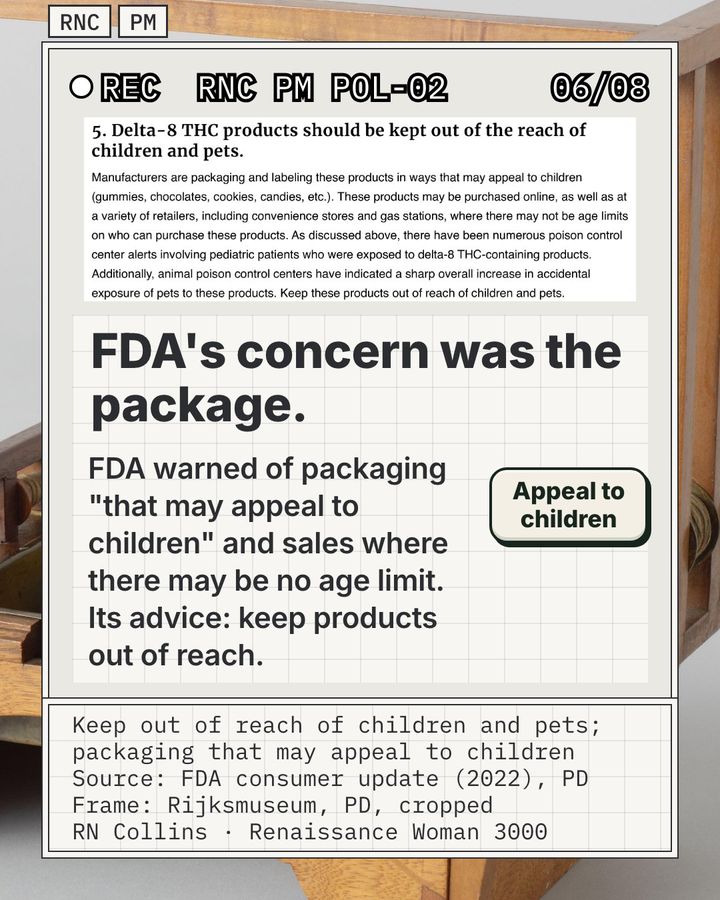 RNC PM
REC RNC PM POL-02 06/08
5. Delta-8 THC products should be kept out of the reach of
children and pets.
Manufacturers are packaging and labeling these products in ways that may appeal to children
(gummies, chocolates, cookies, candies, etc.). These products may be purchased online, as well as at
a variety of retailers, including convenience stores and gas stations, where there may not be age limits
on who can purchase these products. As discussed above, there have been numerous poison control
center alerts involving pediatric patients who were exposed to delta-8 THC-containing products.
Additionally, animal poison control centers have indicated a sharp overall increase in accidental
exposure of pets to these products. Keep these products out of reach of children and pets.
FDA's concern was the
package.
FDA warned of packaging
"that may appeal to
children" and sales where
there may be no age limit.
Its advice: keep products
out of reach.
Appeal to
children
Keep out of reach of children and pets;
packaging that may appeal to children
Source: FDA consumer update (2022), PD
Frame: Rijksmuseum, PD, cropped
RN Collins · Renaissance Woman 3000